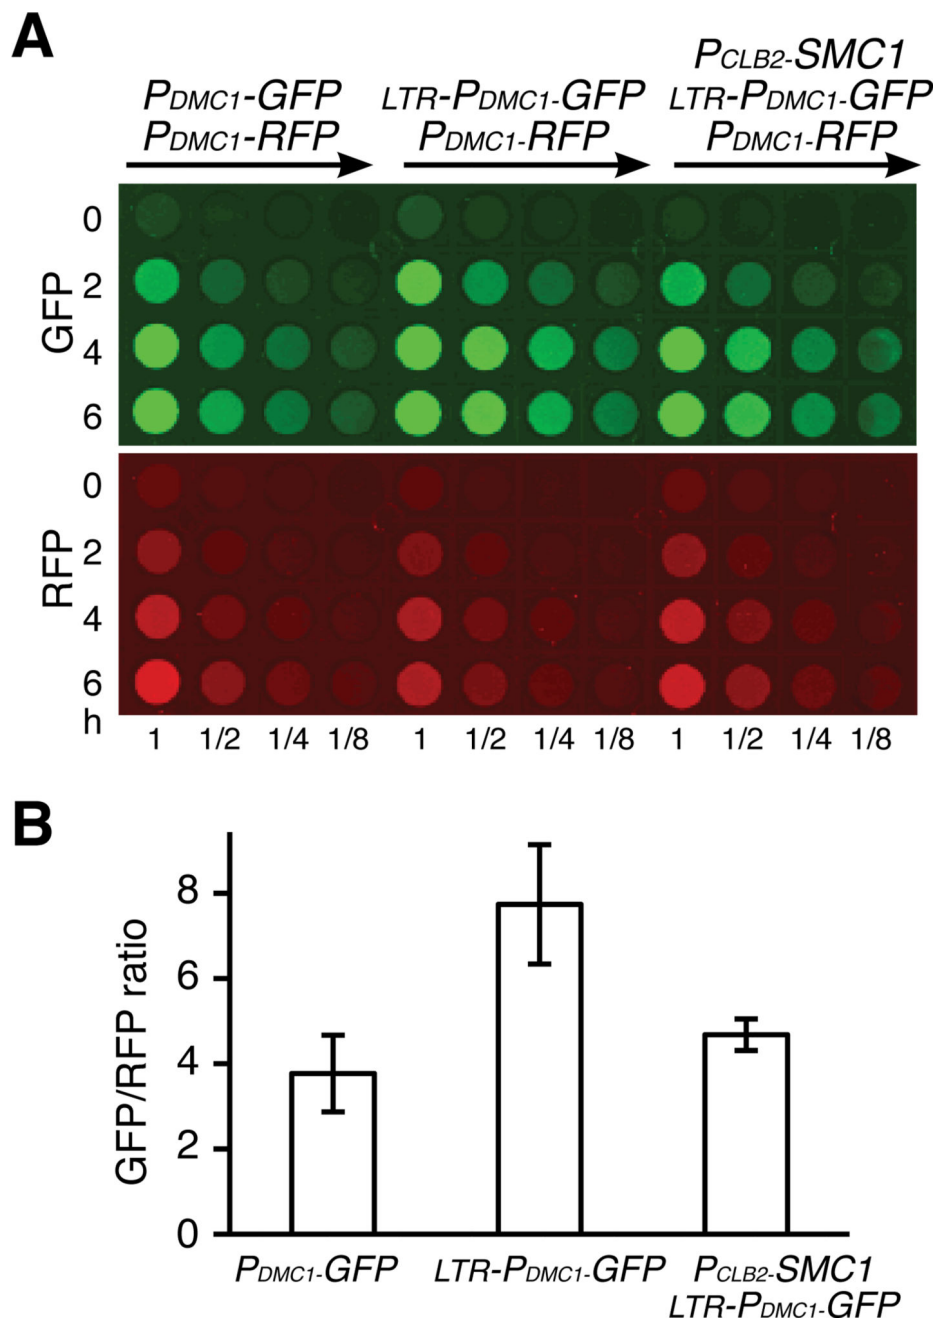 A
PDMC1-GFP
PDMC1-RFP
LTR-PDMC1-GFP
PDMC1-RFP
PCLB2-SMC1
LTR-PDMC1-GFP
PDMC1-RFP
GFP
0
2
4
6
RFP
0
2
4
6
h
1 1/2 1/4 1/8 1 1/2 1/4 1/8 1 1/2 1/4 1/8
B
GFP/RFP ratio
8
6
4
2
0
PDMC1-GFP
LTR-PDMC1-GFP
PCLB2-SMC1
LTR-PDMC1-GFP